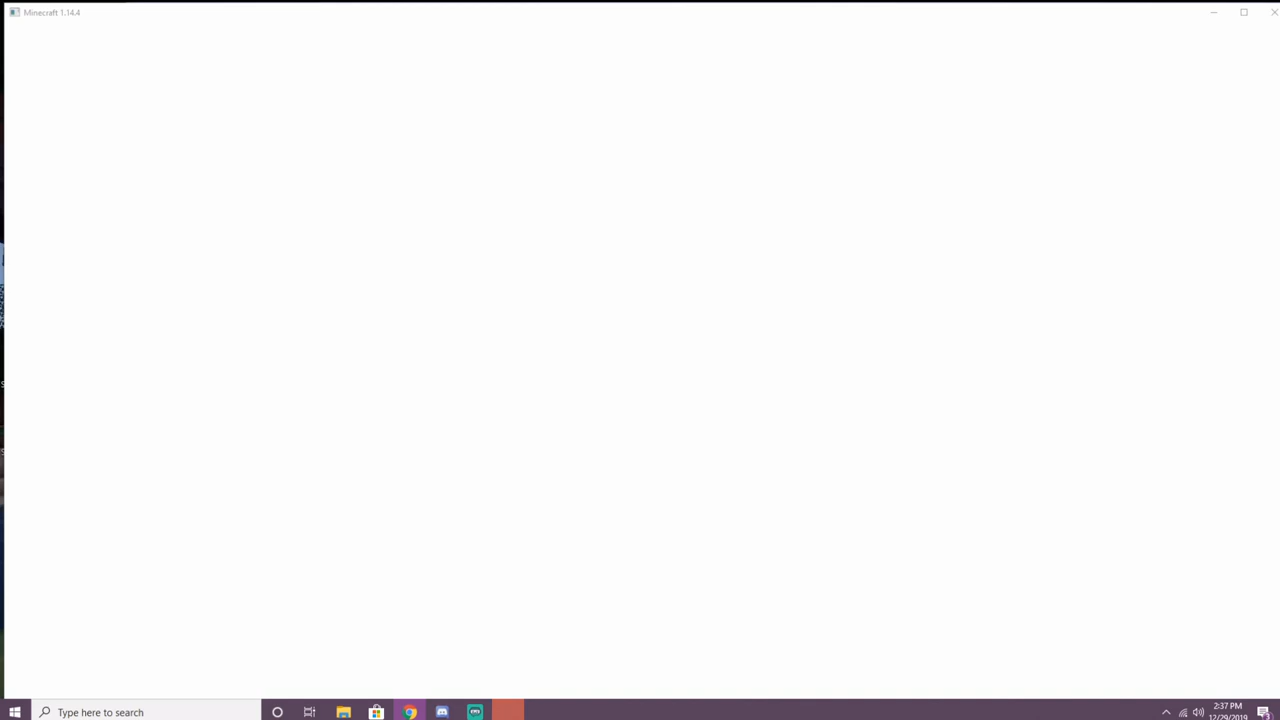 Minecraft 1.14.4
Type here to search
2:37 PM
12/29/2019